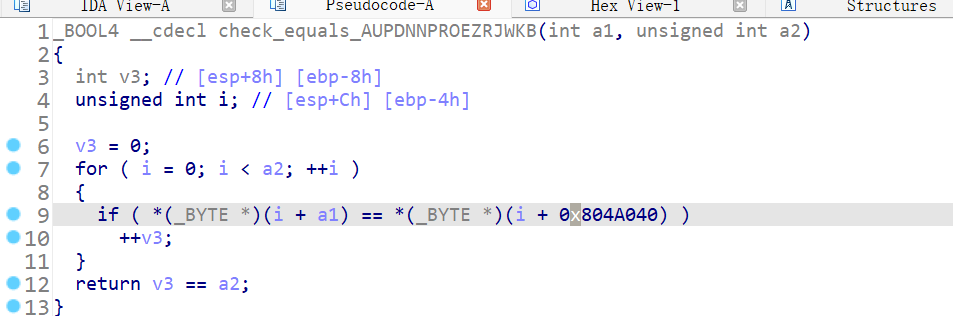 IDA View-A Pseudocode-A Hex View-1 Structures
1 _BOOL4 __cdecl check_equals_AUPDNNPROEZRJWKB(int a1, unsigned int a2)
2 {
3 int v3; // [esp+8h] [ebp-8h]
4 unsigned int i; // [esp+Ch] [ebp-4h]
5
6 v3 = 0;
7 for ( i = 0; i < a2; ++i )
8 {
9 if ( *(_BYTE *)(i + a1) == *(_BYTE *)(i + 0x804A040) )
10 ++v3;
11 }
12 return v3 == a2;
13 }